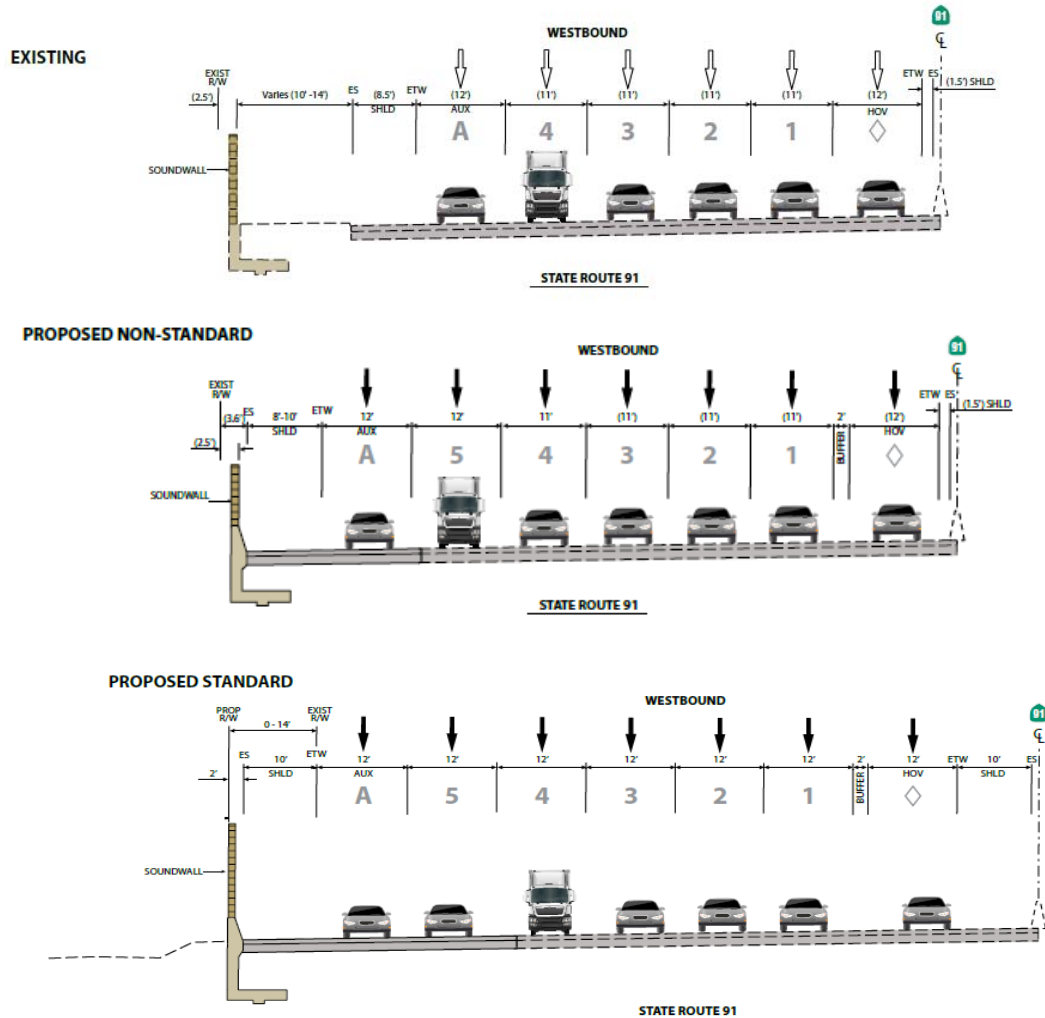 EXISTING
WESTBOUND
91
CL
EXIST
R/W
(2.5')
Varies (10' -14')
ES
(8.5')
SHLD
ETW
(12')
AUX
(11')
(11')
(11')
(11')
(12')
HOV
ETW
ES
(1.5') SHLD
A
4
3
2
1
SOUNDWALL
STATE ROUTE 91
PROPOSED NON-STANDARD
WESTBOUND
91
CL
EXIST
R/W
(3.6')
ES
8'-10'
SHLD
ETW
12'
AUX
12'
11'
(11')
(11')
(11')
2'
BUFFER
(12')
HOV
ETW
ES
(1.5') SHLD
(2.5')
A
5
4
3
2
1
SOUNDWALL
STATE ROUTE 91
PROPOSED STANDARD
WESTBOUND
91
CL
PROP
R/W
0 - 14'
EXIST
R/W
2'
ES
10'
SHLD
ETW
12'
AUX
12'
12'
12'
12'
12'
2'
BUFFER
12'
HOV
ETW
10'
SHLD
ES
A
5
4
3
2
1
SOUNDWALL
STATE ROUTE 91